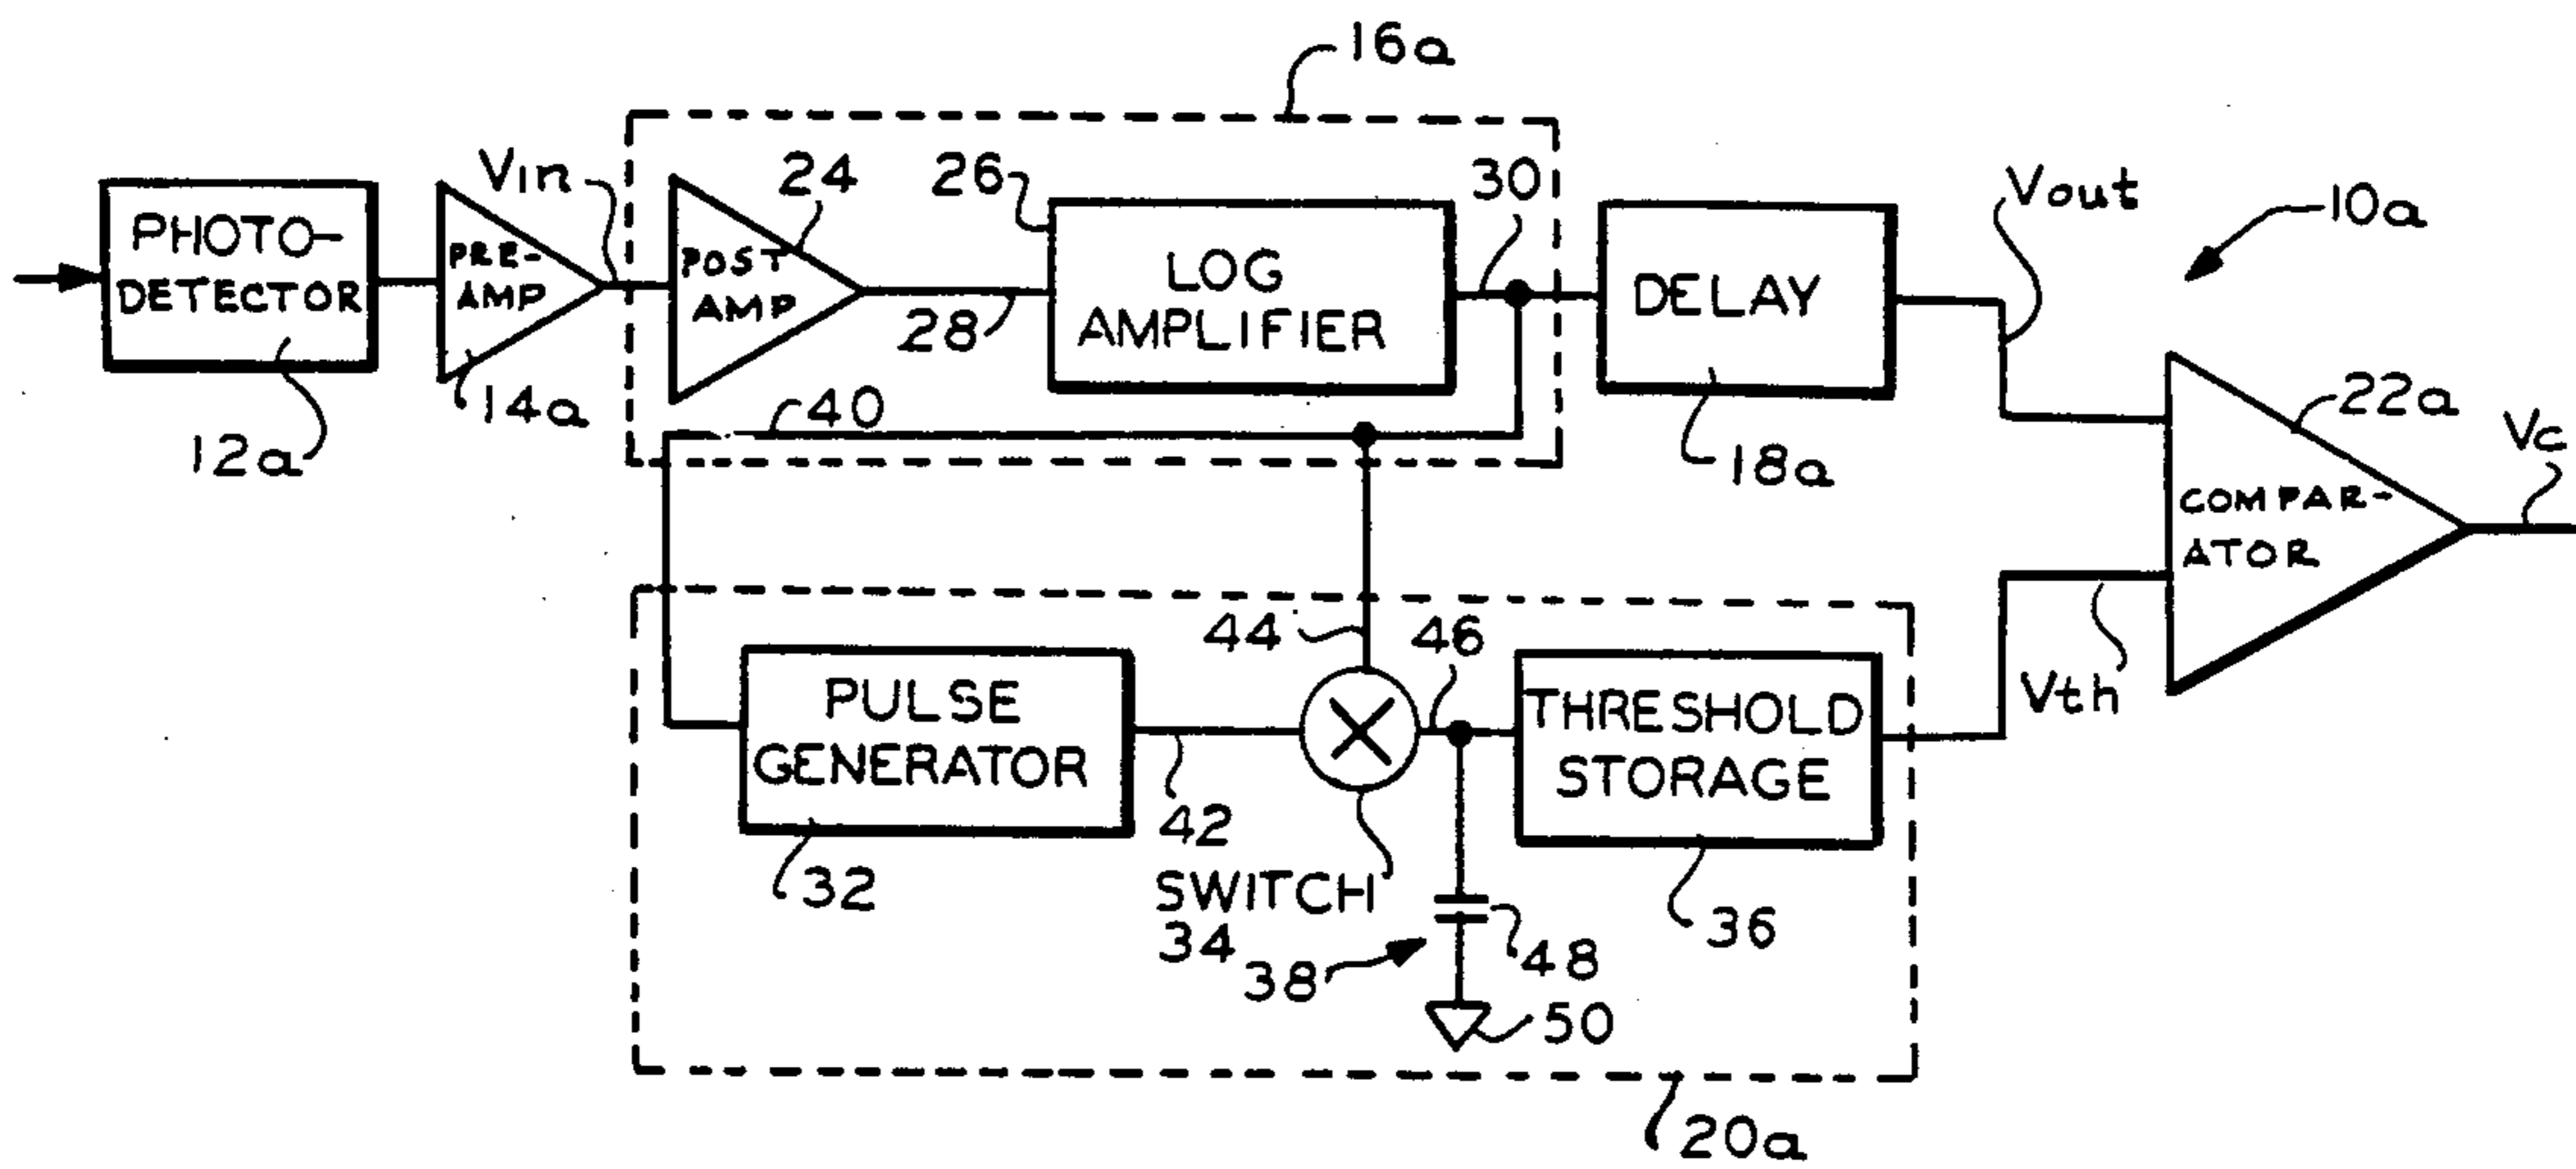 16a
Vin
24
26
30
Vout
10a
PHOTO-
DETECTOR
PRE-
AMP
POST
AMP
LOG
AMPLIFIER
DELAY
28
12a
14a
40
18a
22a
Vc
COMPAR-
ATOR
44
46
Vth
PULSE
GENERATOR
THRESHOLD
STORAGE
42
32
SWITCH
34
38
48
36
50
20a